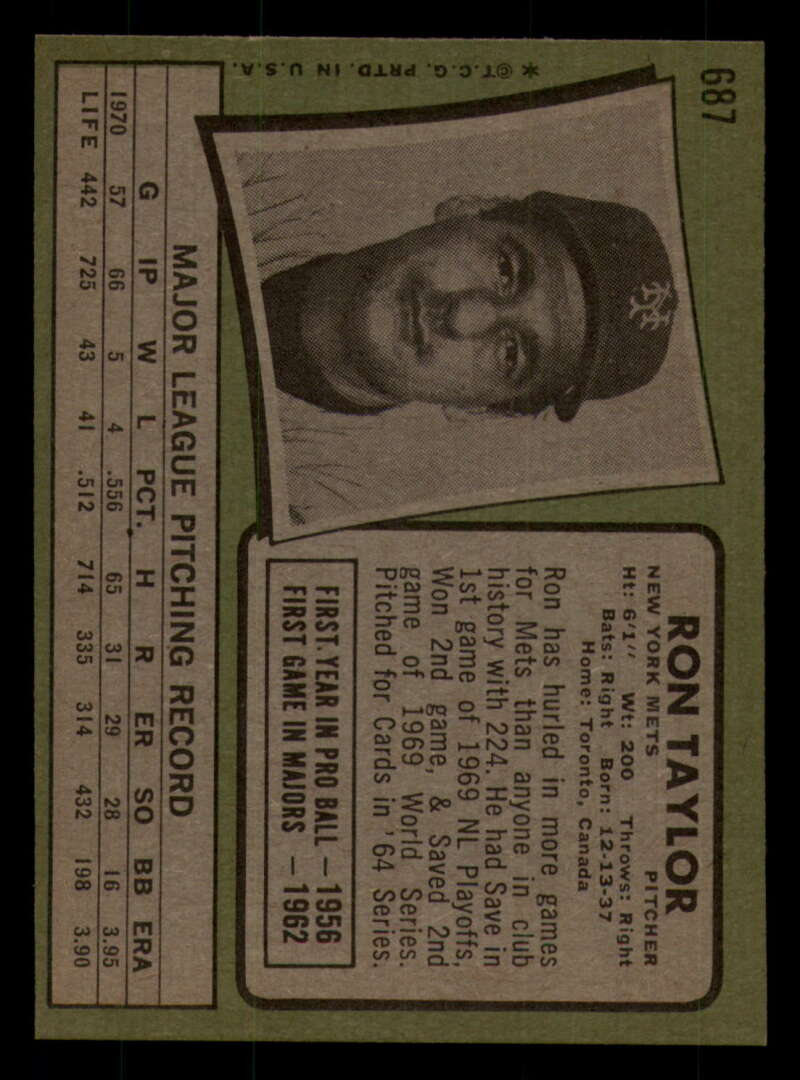 687
RON TAYLOR
NEW YORK METS PITCHER
Ht: 6'1" Wt: 200 Throws: Right
Bats: Right Born: 12-13-37
Home: Toronto, Canada
Ron has hurled in more games
for Mets than anyone in club
history with 224. He had Save in
1st game of 1969 NL Playoffs,
Won 2nd game, & Saved 2nd
game of 1969 World Series.
Pitched for Cards in '64 Series.
FIRST YEAR IN PRO BALL — 1956
FIRST GAME IN MAJORS — 1962
NY
MAJOR LEAGUE PITCHING RECORD
G IP W L PCT. H R ER SO BB ERA
1970 57 66 5 4 .556 65 31 29 28 16 3.95
LIFE 442 725 43 41 .512 714 335 314 432 198 3.90
* ©T.C.G. PRTD. IN U.S.A.